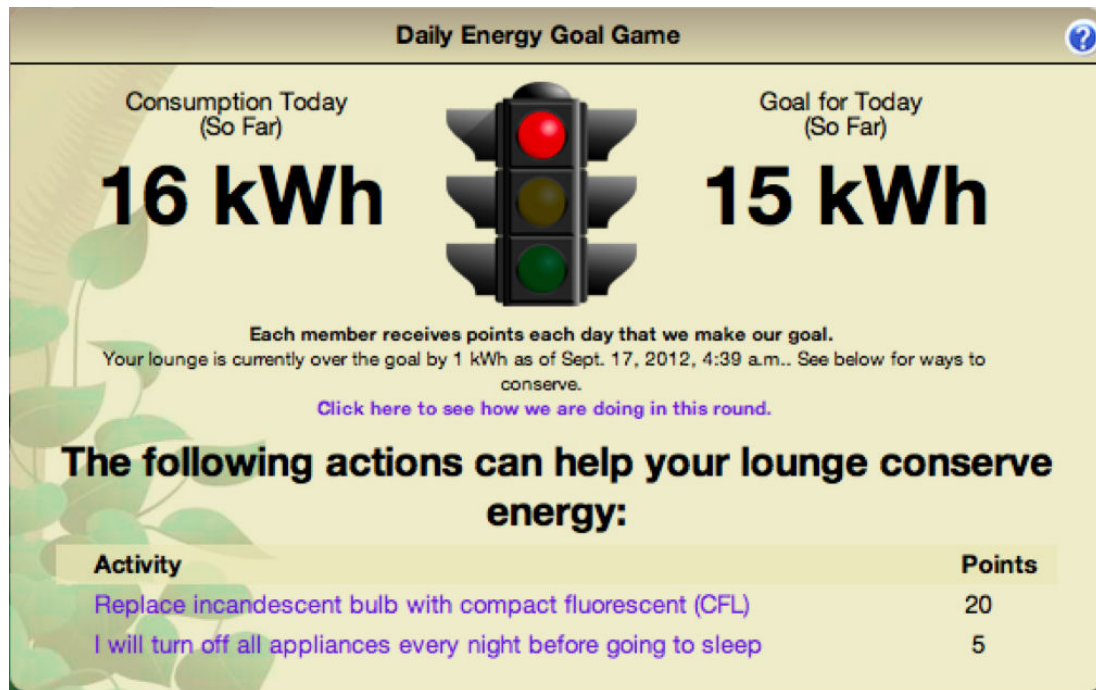 Daily Energy Goal Game
?
Consumption Today
(So Far)
16 kWh
Goal for Today
(So Far)
15 kWh
Each member receives points each day that we make our goal.
Your lounge is currently over the goal by 1 kWh as of Sept. 17, 2012, 4:39 a.m.. See below for ways to
conserve.
Click here to see how we are doing in this round.
The following actions can help your lounge conserve
energy:
Activity Points
Replace incandescent bulb with compact fluorescent (CFL) 20
I will turn off all appliances every night before going to sleep 5